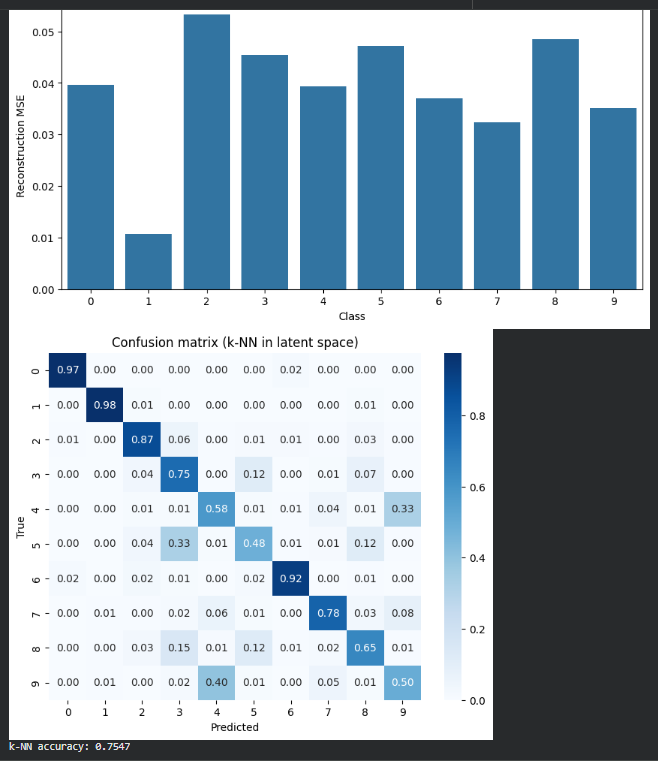 0.05
0.04
0.03
0.02
0.01
0.00
Reconstruction MSE
0 1 2 3 4 5 6 7 8 9
Class
Confusion matrix (k-NN in latent space)
0 0.97 0.00 0.00 0.00 0.00 0.00 0.02 0.00 0.00 0.00
1 0.00 0.98 0.01 0.00 0.00 0.00 0.00 0.00 0.01 0.00
2 0.01 0.00 0.87 0.06 0.00 0.01 0.01 0.00 0.03 0.00
3 0.00 0.00 0.04 0.75 0.00 0.12 0.00 0.01 0.07 0.00
4 0.00 0.00 0.01 0.01 0.58 0.01 0.00 0.04 0.01 0.33
5 0.00 0.00 0.04 0.33 0.01 0.48 0.01 0.00 0.12 0.00
6 0.02 0.00 0.02 0.01 0.00 0.02 0.92 0.00 0.01 0.00
7 0.00 0.01 0.00 0.02 0.06 0.01 0.00 0.78 0.03 0.08
8 0.00 0.00 0.03 0.15 0.01 0.12 0.01 0.02 0.65 0.01
9 0.00 0.01 0.00 0.02 0.40 0.01 0.00 0.05 0.01 0.50
True
0 1 2 3 4 5 6 7 8 9
Predicted
0.8
0.6
0.4
0.2
0.0
k-NN accuracy: 0.7547